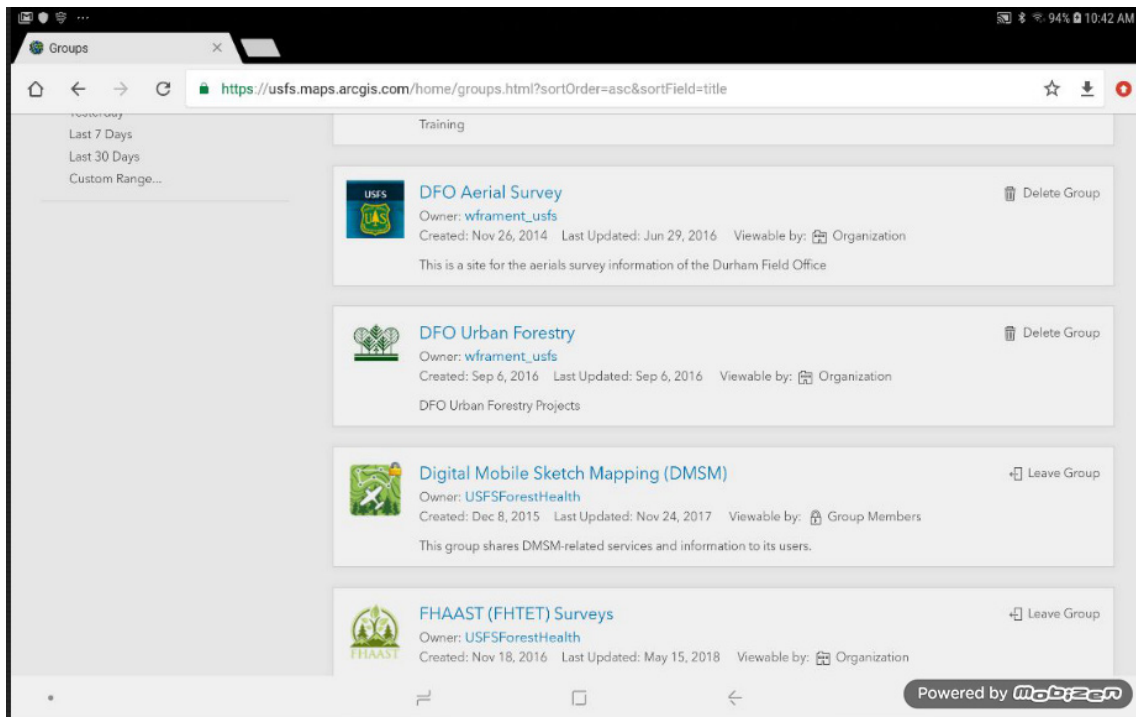 94% 10:42 AM
Groups
https://usfs.maps.arcgis.com/home/groups.html?sortOrder=asc&sortField=title
Yesterday
Last 7 Days
Last 30 Days
Custom Range...
Training
USFS
UAS
DFO Aerial Survey
Delete Group
Owner: wframent_usfs
Created: Nov 26, 2014 Last Updated: Jun 29, 2016 Viewable by: Organization
This is a site for the aerials survey information of the Durham Field Office
DFO Urban Forestry
Delete Group
Owner: wframent_usfs
Created: Sep 6, 2016 Last Updated: Sep 6, 2016 Viewable by: Organization
DFO Urban Forestry Projects
Digital Mobile Sketch Mapping (DMSM)
Leave Group
Owner: USFSForestHealth
Created: Dec 8, 2015 Last Updated: Nov 24, 2017 Viewable by: Group Members
This group shares DMSM-related services and information to its users.
FHAAST
FHAAST (FHTET) Surveys
Leave Group
Owner: USFSForestHealth
Created: Nov 18, 2016 Last Updated: May 15, 2018 Viewable by: Organization
Powered by Mobizen